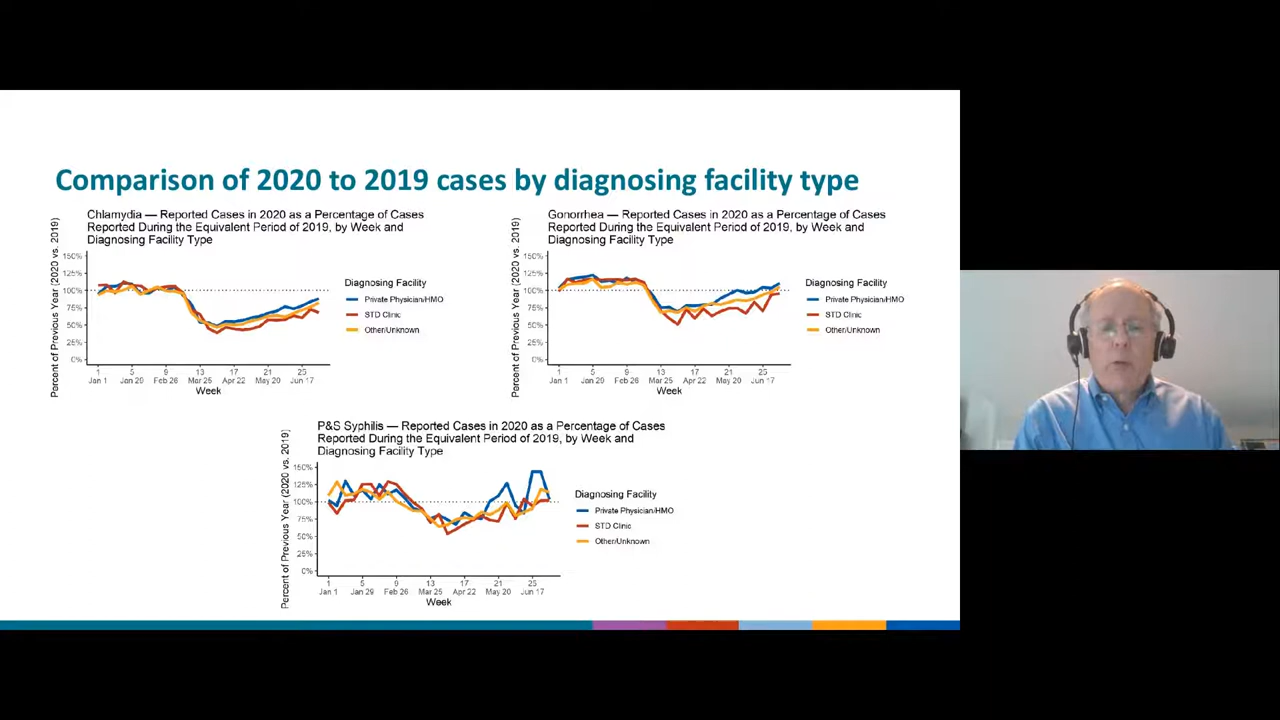 Comparison of 2020 to 2019 cases by diagnosing facility type
Chlamydia — Reported Cases in 2020 as a Percentage of Cases
Reported During the Equivalent Period of 2019, by Week and
Diagnosing Facility Type
Percent of Previous Year (2020 vs. 2019)
150%
125%
100%
75%
50%
25%
0%
1 5 9 13 17 21 25
Jan 1 Jan 29 Feb 26 Mar 25 Apr 22 May 20 Jun 17
Week
Diagnosing Facility
Private Physician/HMO
STD Clinic
Other/Unknown
Gonorrhea — Reported Cases in 2020 as a Percentage of Cases
Reported During the Equivalent Period of 2019, by Week and
Diagnosing Facility Type
Percent of Previous Year (2020 vs. 2019)
150%
125%
100%
75%
50%
25%
0%
1 5 9 13 17 21 25
Jan 1 Jan 29 Feb 26 Mar 25 Apr 22 May 20 Jun 17
Week
Diagnosing Facility
Private Physician/HMO
STD Clinic
Other/Unknown
P&S Syphilis — Reported Cases in 2020 as a Percentage of Cases
Reported During the Equivalent Period of 2019, by Week and
Diagnosing Facility Type
Percent of Previous Year (2020 vs. 2019)
150%
125%
100%
75%
50%
25%
0%
1 5 9 13 17 21 25
Jan 1 Jan 29 Feb 26 Mar 25 Apr 22 May 20 Jun 17
Week
Diagnosing Facility
Private Physician/HMO
STD Clinic
Other/Unknown